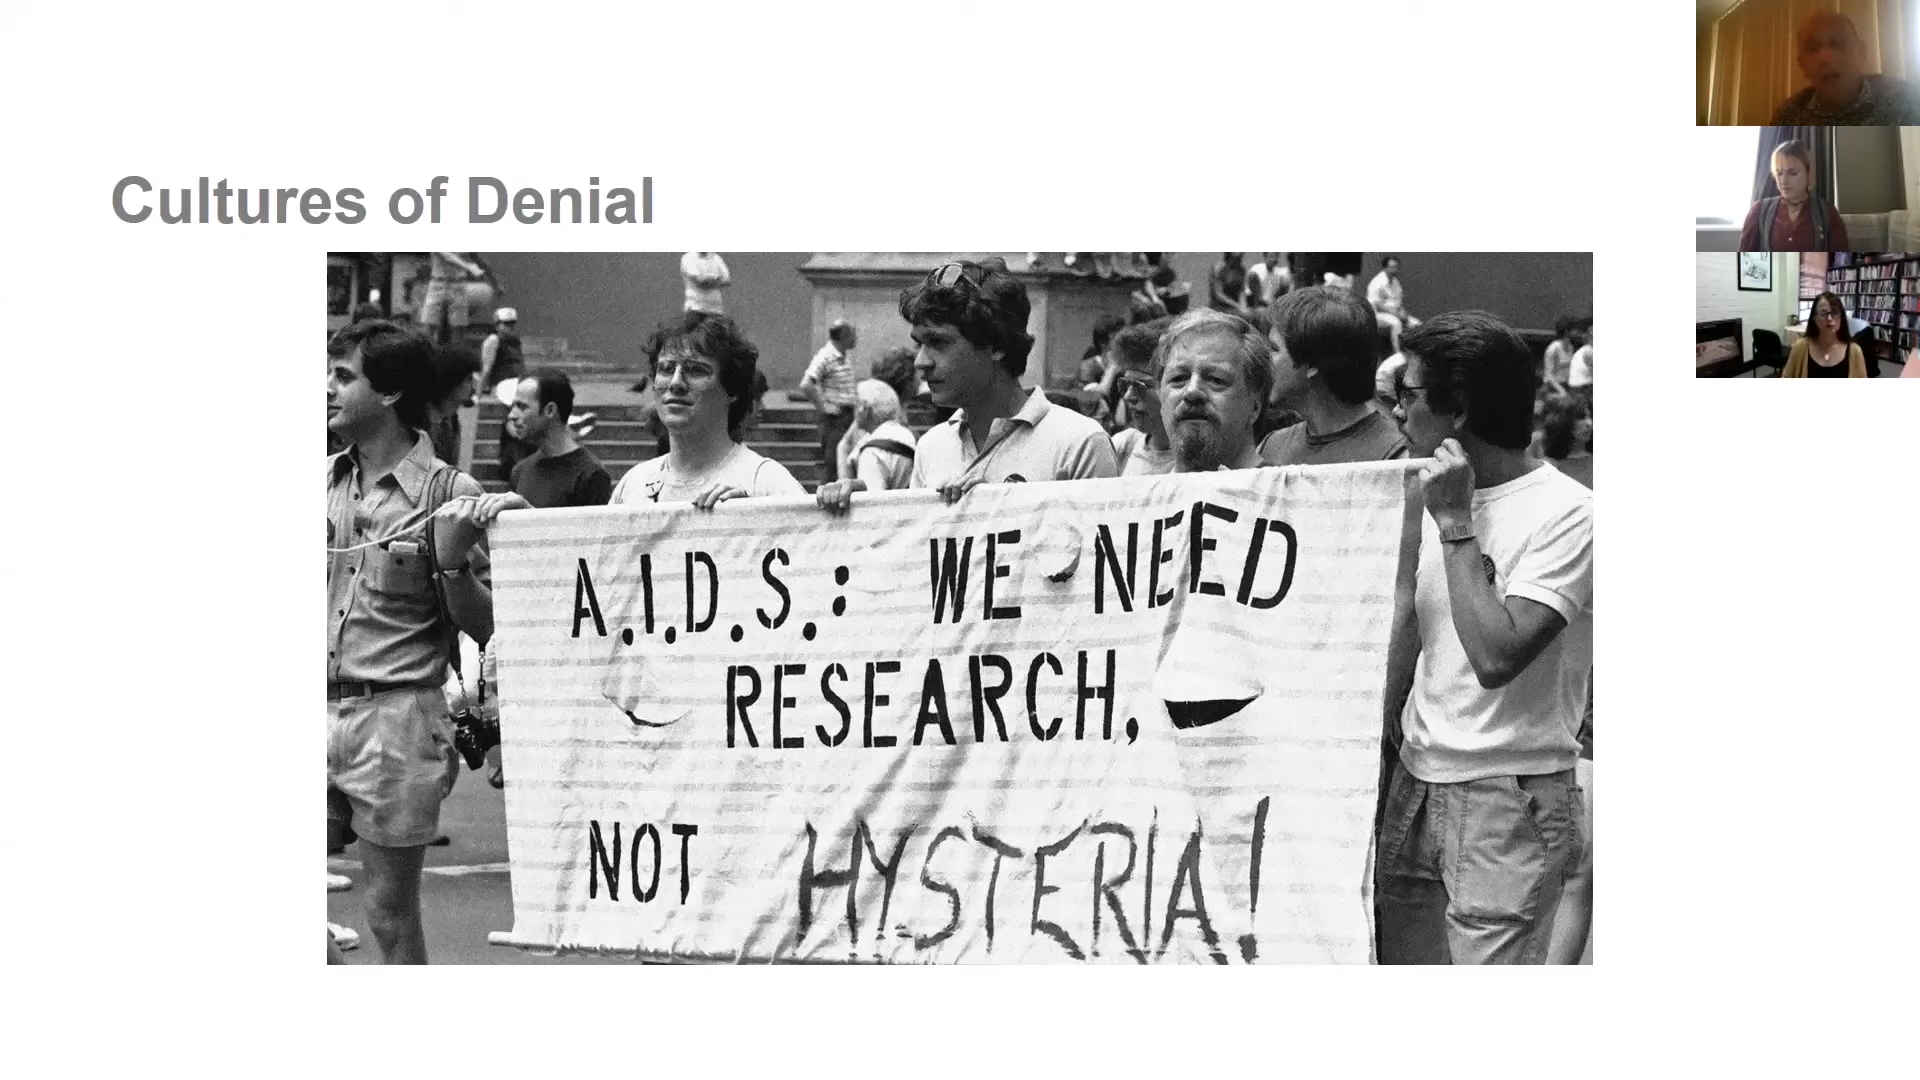 Cultures of Denial
A.I.D.S.: WE NEED
RESEARCH,
NOT HYSTERIA!